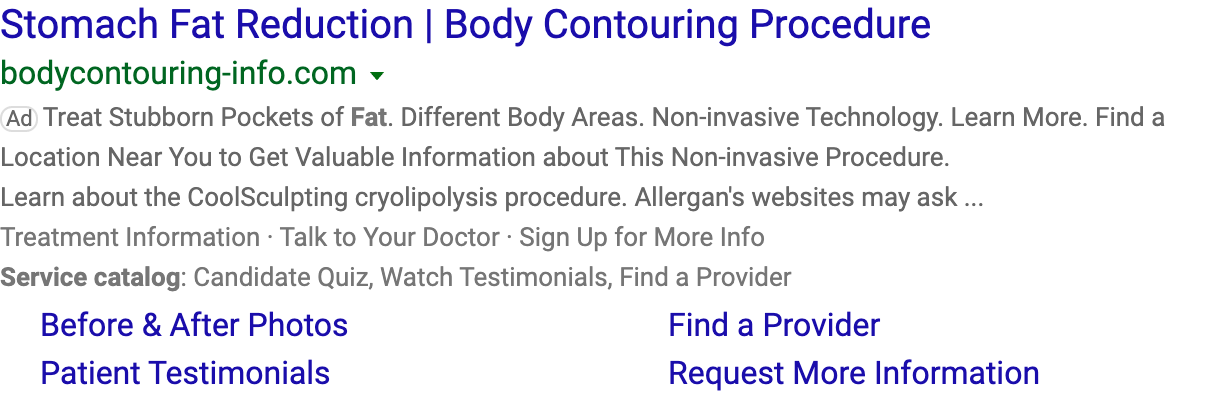 Stomach Fat Reduction | Body Contouring Procedure
bodycontouring-info.com
Ad Treat Stubborn Pockets of Fat. Different Body Areas. Non-invasive Technology. Learn More. Find a
Location Near You to Get Valuable Information about This Non-invasive Procedure.
Learn about the CoolSculpting cryolipolysis procedure. Allergan's websites may ask ...
Treatment Information · Talk to Your Doctor · Sign Up for More Info
Service catalog: Candidate Quiz, Watch Testimonials, Find a Provider
Before & After Photos
Find a Provider
Patient Testimonials
Request More Information